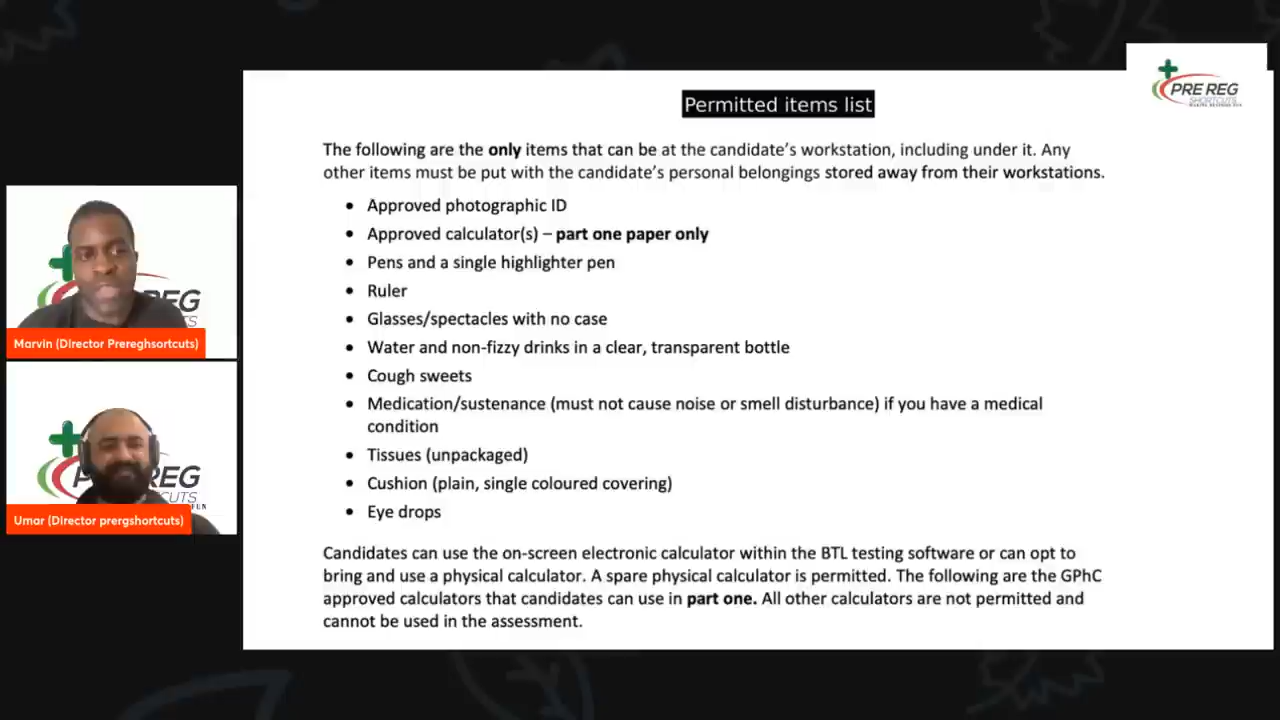 PRE REG
SHORTCUTS
Permitted items list
The following are the only items that can be at the candidate's workstation, including under it. Any
other items must be put with the candidate's personal belongings stored away from their workstations.
• Approved photographic ID
• Approved calculator(s) – part one paper only
• Pens and a single highlighter pen
• Ruler
• Glasses/spectacles with no case
• Water and non-fizzy drinks in a clear, transparent bottle
• Cough sweets
• Medication/sustenance (must not cause noise or smell disturbance) if you have a medical
condition
• Tissues (unpackaged)
• Cushion (plain, single coloured covering)
• Eye drops
Candidates can use the on-screen electronic calculator within the BTL testing software or can opt to
bring and use a physical calculator. A spare physical calculator is permitted. The following are the GPhC
approved calculators that candidates can use in part one. All other calculators are not permitted and
cannot be used in the assessment.
REG
TS
Marvin (Director Prereghsortcuts)
P REG
CUTS
FUN
Umar (Director prergshortcuts)